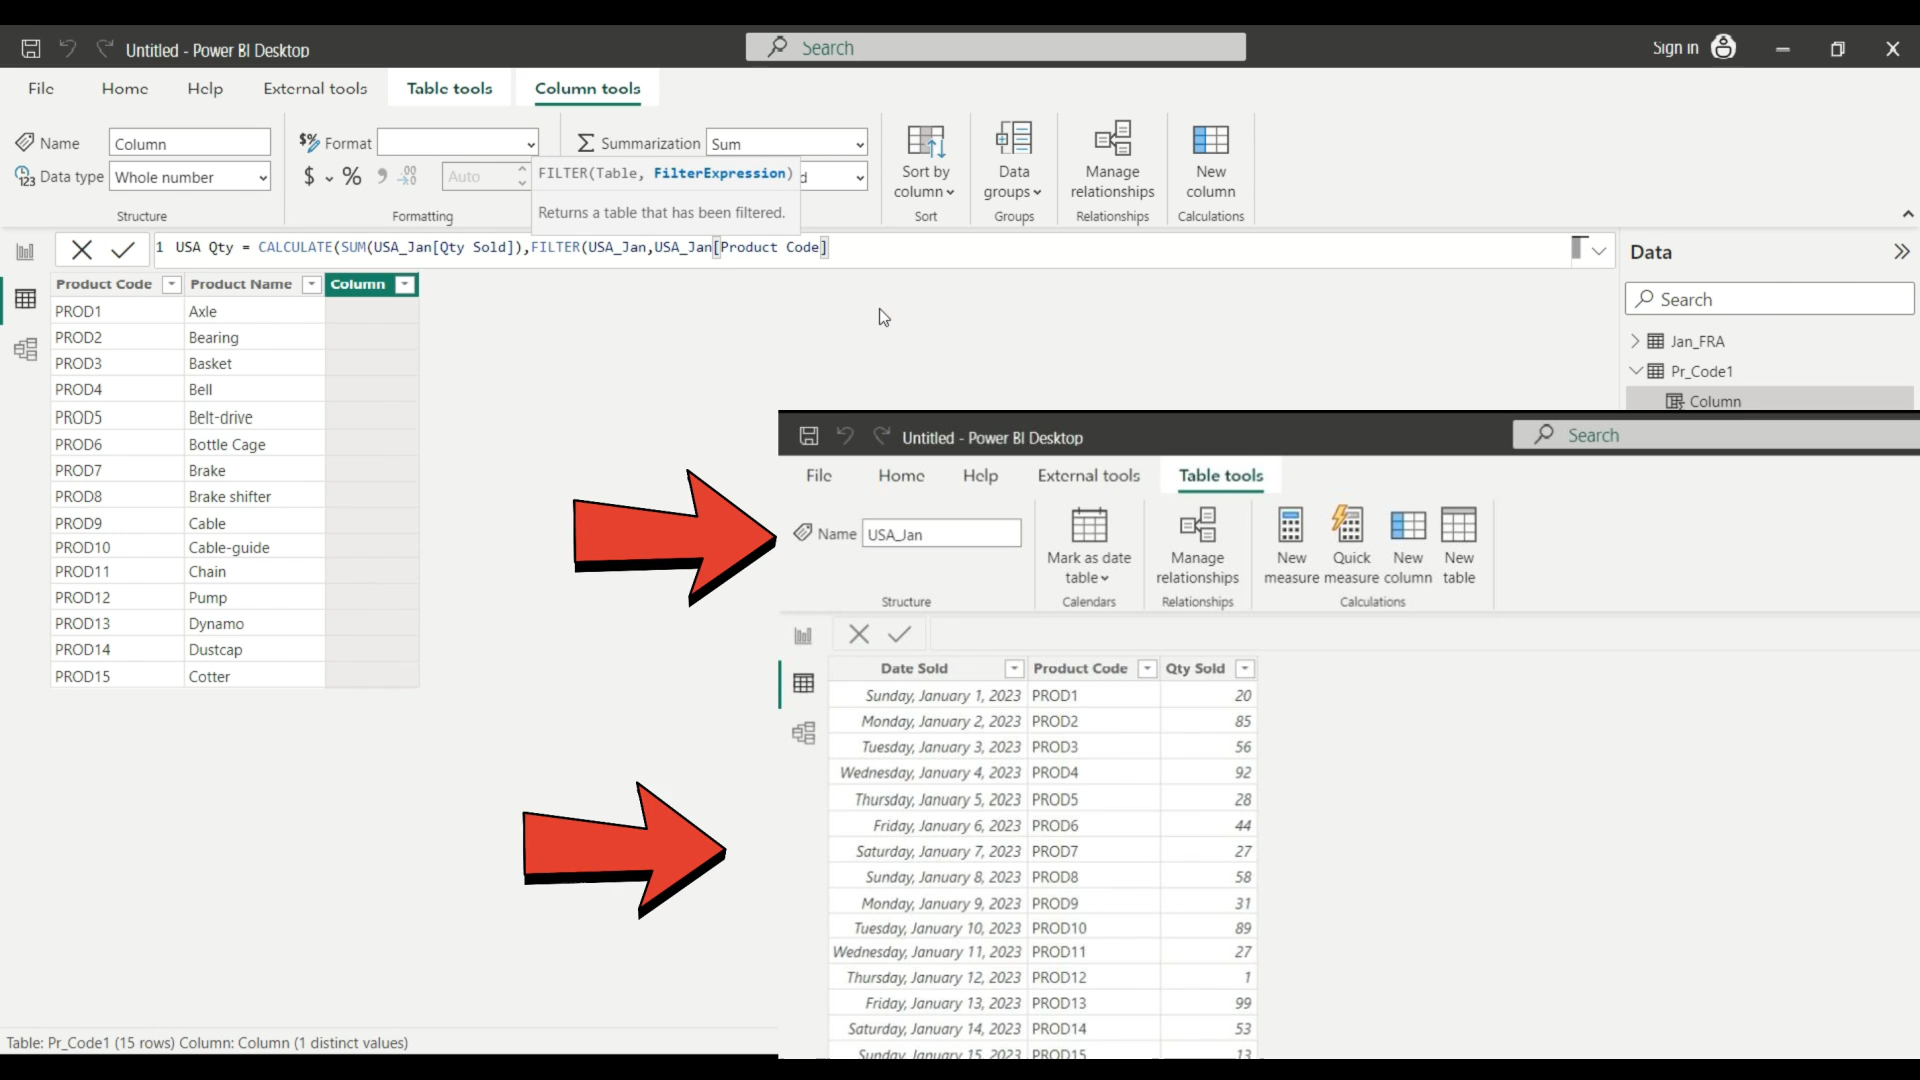 Untitled - Power BI Desktop
Search
Sign in
File Home Help External tools Table tools Column tools
Name Column
$% Format
Σ Summarization Sum
Data type Whole number
$ % Auto
FILTER(Table, FilterExpression)
Returns a table that has been filtered.
Structure
Formatting
Sort by column
Sort
Data groups
Groups
Manage relationships
Relationships
New column
Calculations
1 USA Qty = CALCULATE(SUM(USA_Jan[Qty Sold]),FILTER(USA_Jan,USA_Jan[Product Code]
Product Code Product Name Column
PROD1 Axle
PROD2 Bearing
PROD3 Basket
PROD4 Bell
PROD5 Belt-drive
PROD6 Bottle Cage
PROD7 Brake
PROD8 Brake shifter
PROD9 Cable
PROD10 Cable-guide
PROD11 Chain
PROD12 Pump
PROD13 Dynamo
PROD14 Dustcap
PROD15 Cotter
Table: Pr_Code1 (15 rows) Column: Column (1 distinct values)
Data
Search
Jan_FRA
Pr_Code1
Column
Untitled - Power BI Desktop
Search
File Home Help External tools Table tools
Name USA_Jan
Structure
Mark as date table
Calendars
Manage relationships
Relationships
New measure
Quick measure
New column
New table
Calculations
Date Sold Product Code Qty Sold
Sunday, January 1, 2023 PROD1 20
Monday, January 2, 2023 PROD2 85
Tuesday, January 3, 2023 PROD3 56
Wednesday, January 4, 2023 PROD4 92
Thursday, January 5, 2023 PROD5 28
Friday, January 6, 2023 PROD6 44
Saturday, January 7, 2023 PROD7 27
Sunday, January 8, 2023 PROD8 58
Monday, January 9, 2023 PROD9 31
Tuesday, January 10, 2023 PROD10 89
Wednesday, January 11, 2023 PROD11 27
Thursday, January 12, 2023 PROD12 1
Friday, January 13, 2023 PROD13 99
Saturday, January 14, 2023 PROD14 53
Sunday, January 15, 2023 PROD15 13